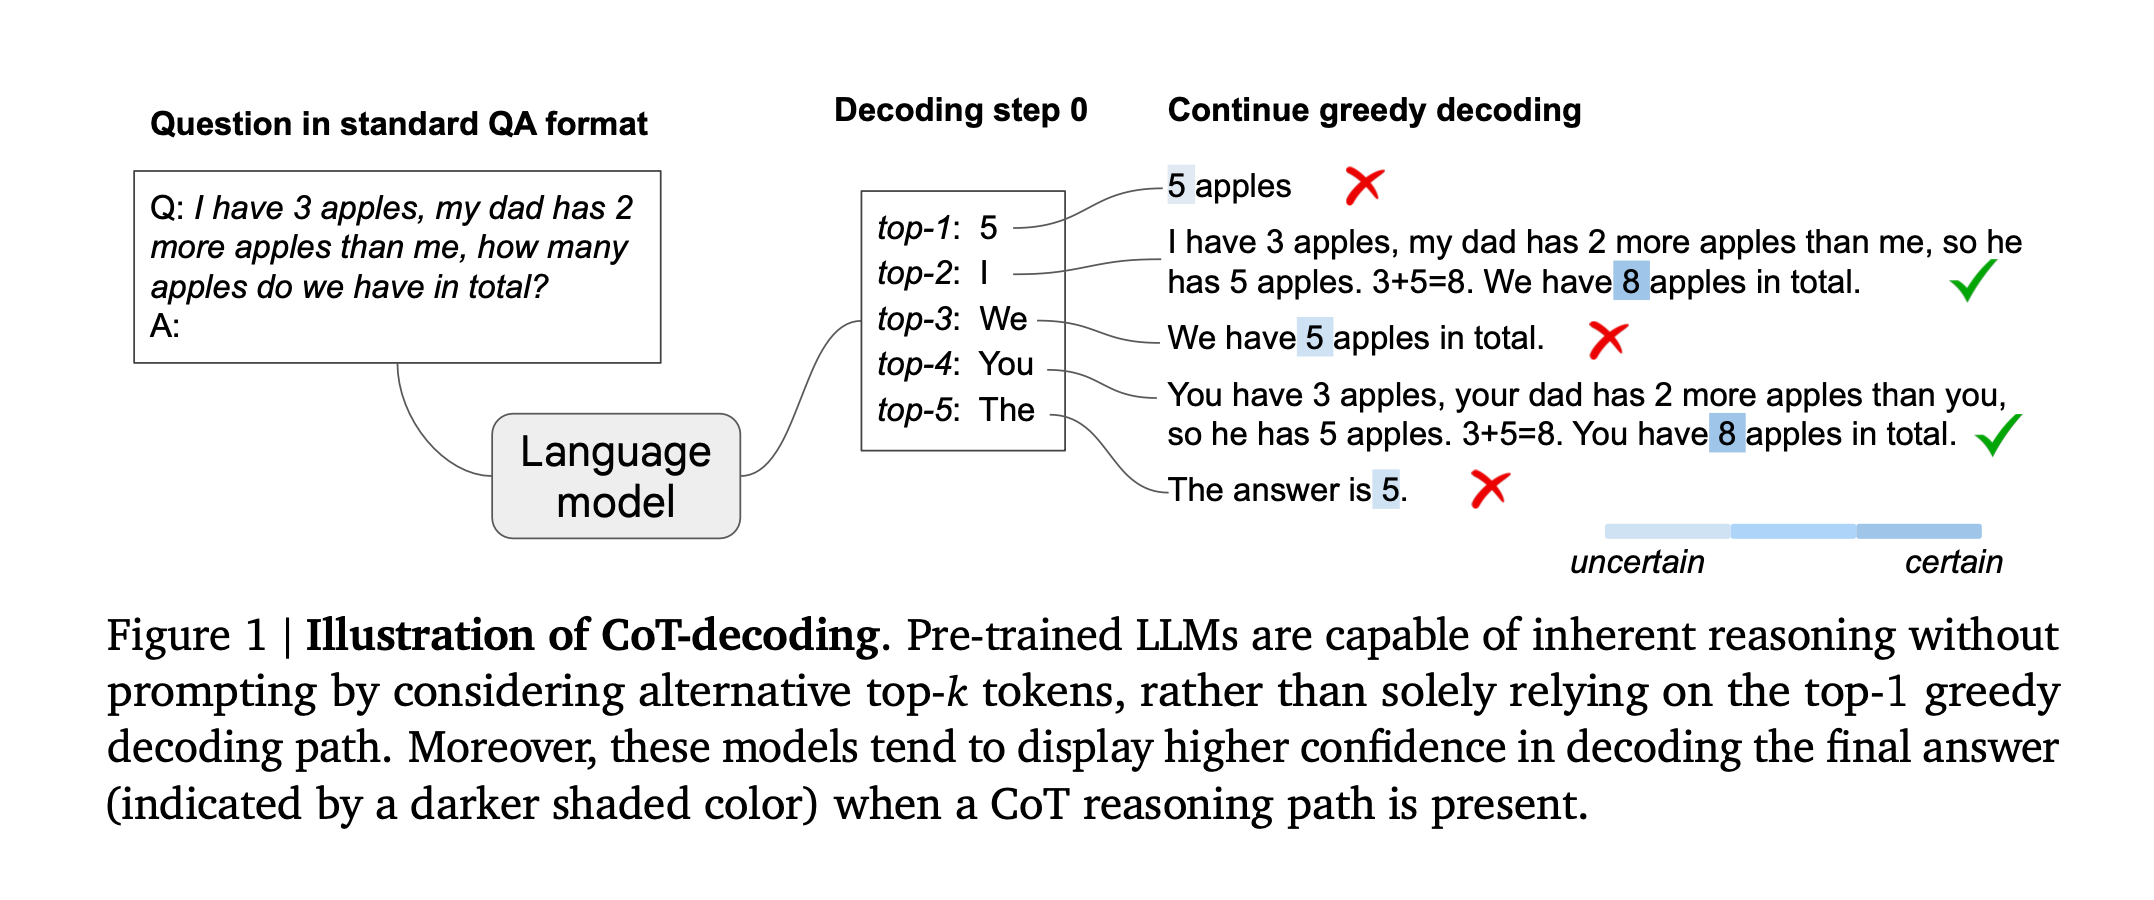 Question in standard QA format
Q: I have 3 apples, my dad has 2
more apples than me, how many
apples do we have in total?
A:
Language
model
Decoding step 0
top-1: 5
top-2: I
top-3: We
top-4: You
top-5: The
Continue greedy decoding
5 apples
I have 3 apples, my dad has 2 more apples than me, so he
has 5 apples. 3+5=8. We have 8 apples in total.
We have 5 apples in total.
You have 3 apples, your dad has 2 more apples than you,
so he has 5 apples. 3+5=8. You have 8 apples in total.
The answer is 5.
uncertain certain
Figure 1 | Illustration of CoT-decoding. Pre-trained LLMs are capable of inherent reasoning without
prompting by considering alternative top-k tokens, rather than solely relying on the top-1 greedy
decoding path. Moreover, these models tend to display higher confidence in decoding the final answer
(indicated by a darker shaded color) when a CoT reasoning path is present.